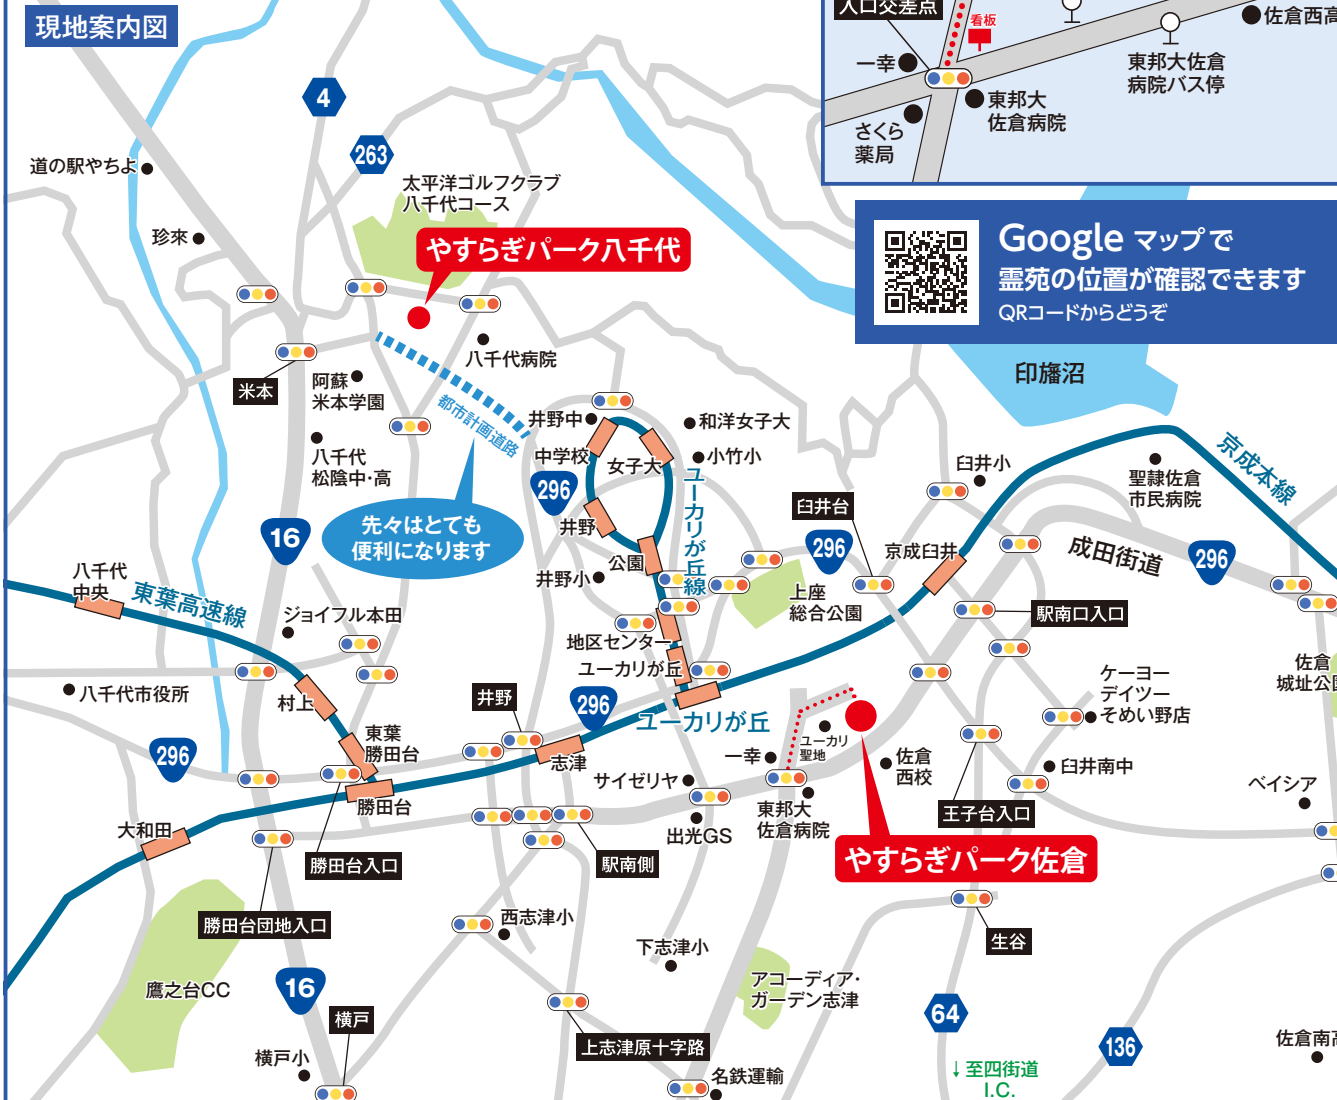 現地案内図
入口交差点
看板
佐倉西高
一幸
東邦大佐倉
病院バス停
東邦大
佐倉病院
さくら
薬局
4
263
道の駅やちよ
太平洋ゴルフクラブ
八千代コース
珍來
やすらぎパーク八千代
Google マップで
霊苑の位置が確認できます
QRコードからどうぞ
印旛沼
八千代病院
米本
阿蘇
米本学園
都市計画道路
井野中
和洋女子大
中学校
女子大
小竹小
八千代
松陰中・高
296
ユーカリが丘線
臼井小
聖隷佐倉
市民病院
京成本線
臼井台
16
先々はとても
便利になります
井野
296
京成臼井
成田街道
296
公園
井野小
八千代
中央
東葉高速線
ジョイフル本田
上座
総合公園
駅南口入口
地区センター
ユーカリが丘
佐倉
城址公園
八千代市役所
村上
井野
296
ユーカリが丘
ケーヨー
デイツー
そめい野店
東葉
勝田台
296
志津
一幸
ユーカリ
聖地
佐倉
西校
臼井南中
サイゼリヤ
ベイシア
勝田台
大和田
東邦大
佐倉病院
王子台入口
出光GS
勝田台入口
駅南側
やすらぎパーク佐倉
勝田台団地入口
西志津小
下志津小
生谷
鷹之台CC
16
アコーディア・
ガーデン志津
横戸
64
136
上志津原十字路
佐倉南高
横戸小
名鉄運輸
↓至四街道
I.C.